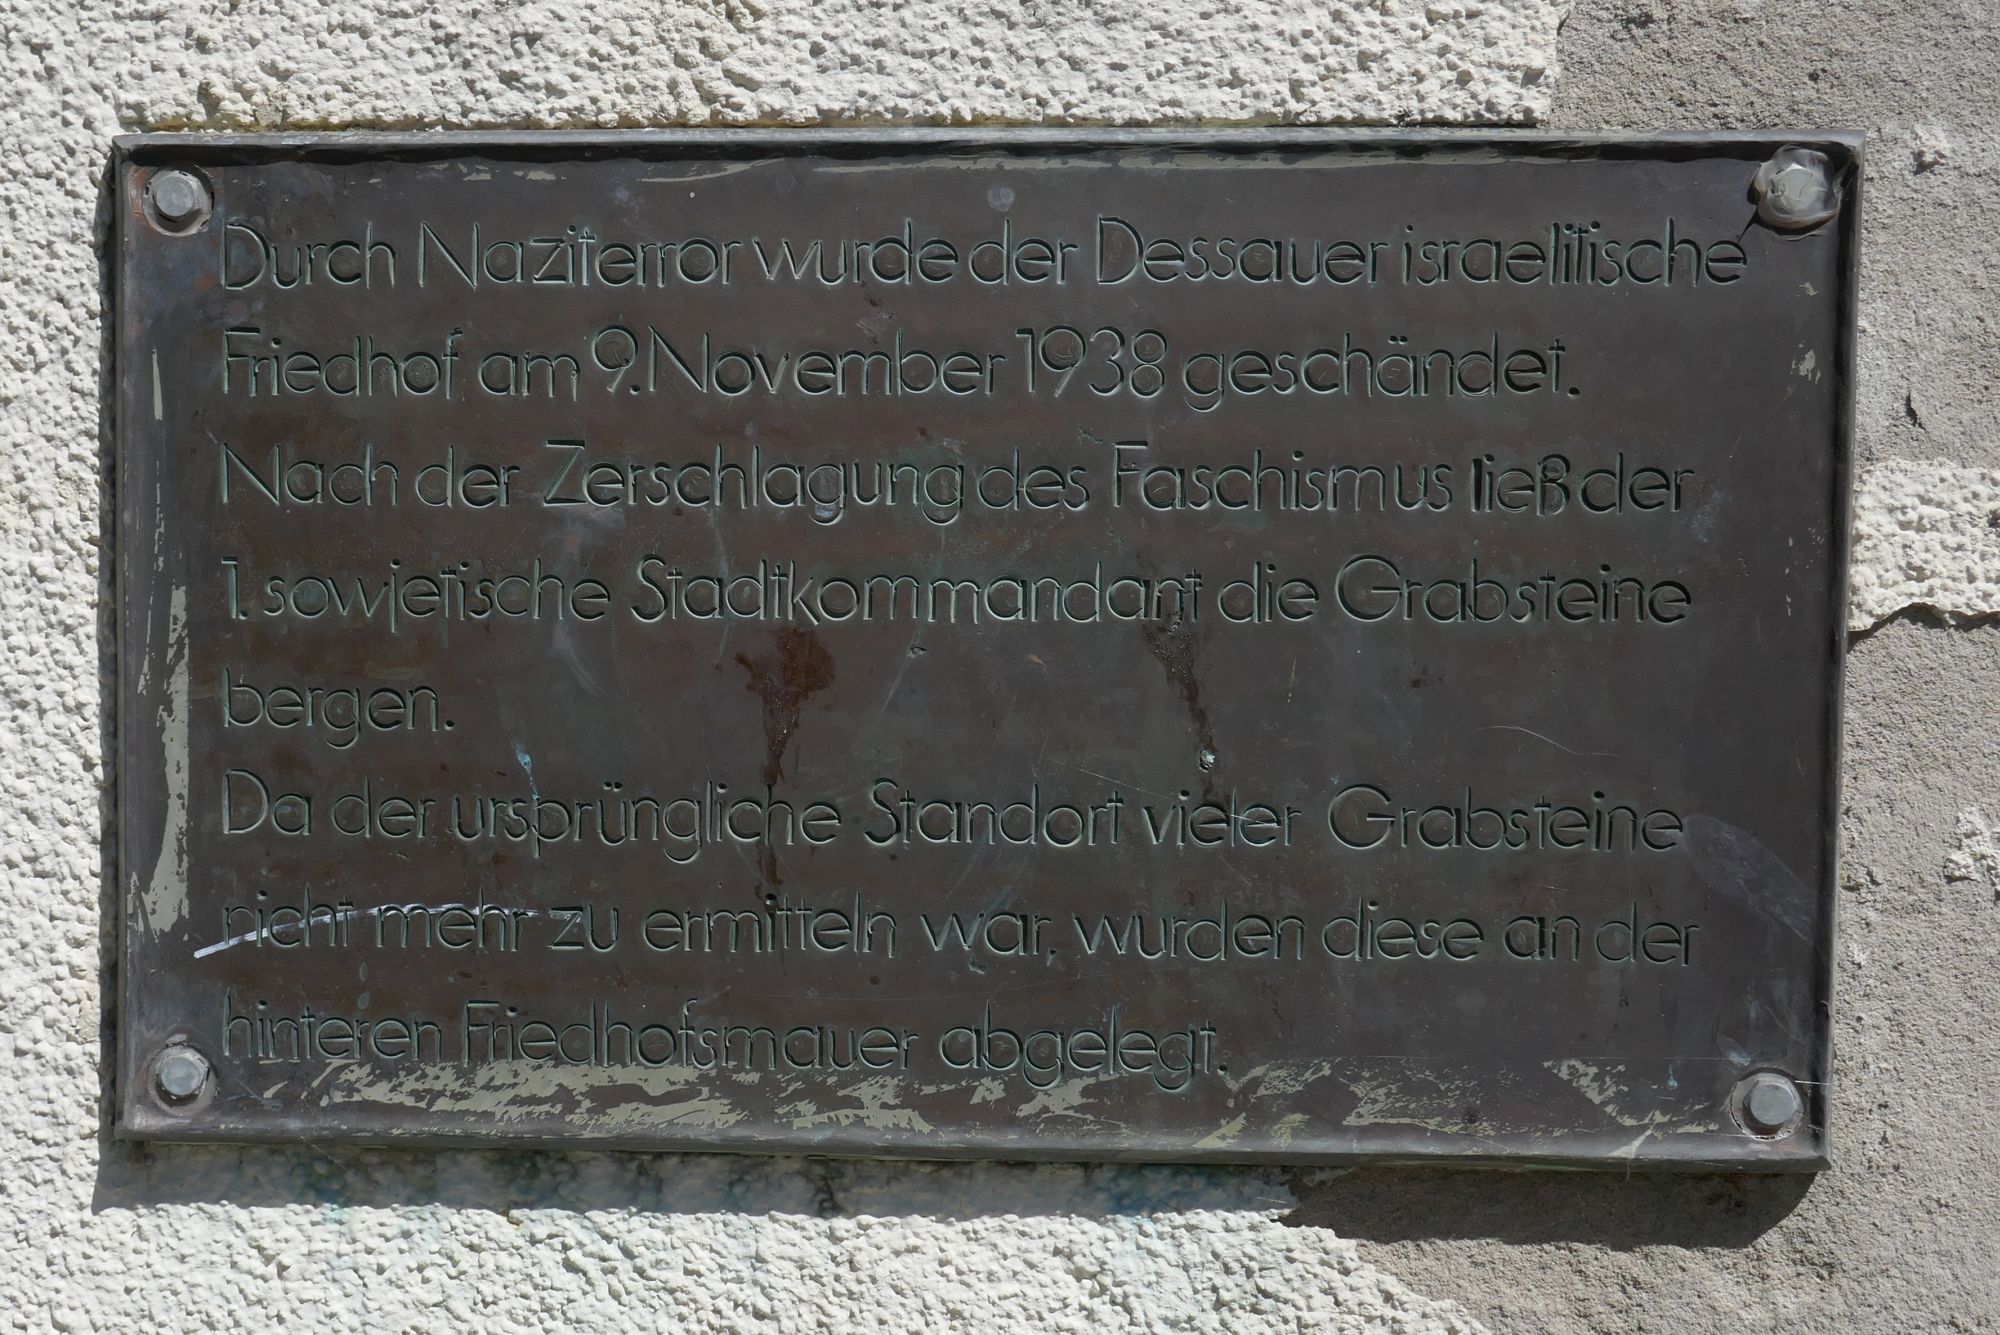 Durch Naziterror wurde der Dessauer israelitische
Friedhof am 9. November 1938 geschändet.
Nach der Zerschlagung des Faschismus ließ der
1. sowjetische Stadtkommandant die Grabsteine
bergen.
Da der ursprüngliche Standort vieler Grabsteine
nicht mehr zu ermitteln war, wurden diese an der
hinteren Friedhofsmauer abgelegt.